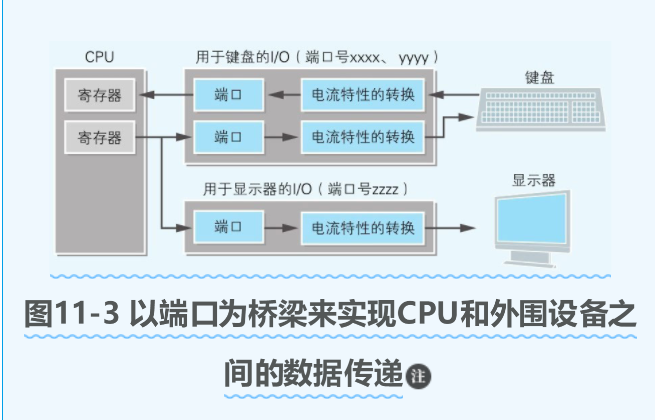 CPU
用于键盘的I/O（端口号xxxx、 yyyy）
键盘
寄存器
端口
电流特性的转换
寄存器
端口
电流特性的转换
用于显示器的I/O（端口号zzzz）
显示器
端口
电流特性的转换
图11-3 以端口为桥梁来实现CPU和外围设备之
间的数据传递注